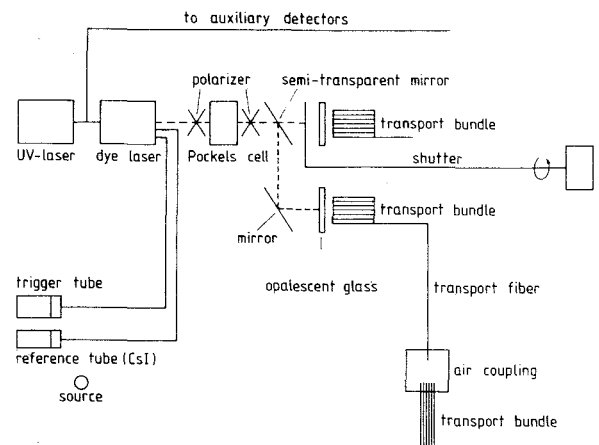 to auxiliary detectors
polarizer
semi-transparent mirror
transport bundle
UV-laser
dye laser
Pockels cell
shutter
transport bundle
mirror
trigger tube
opalescent glass
transport fiber
reference tube (CsI)
source
air coupling
transport bundle